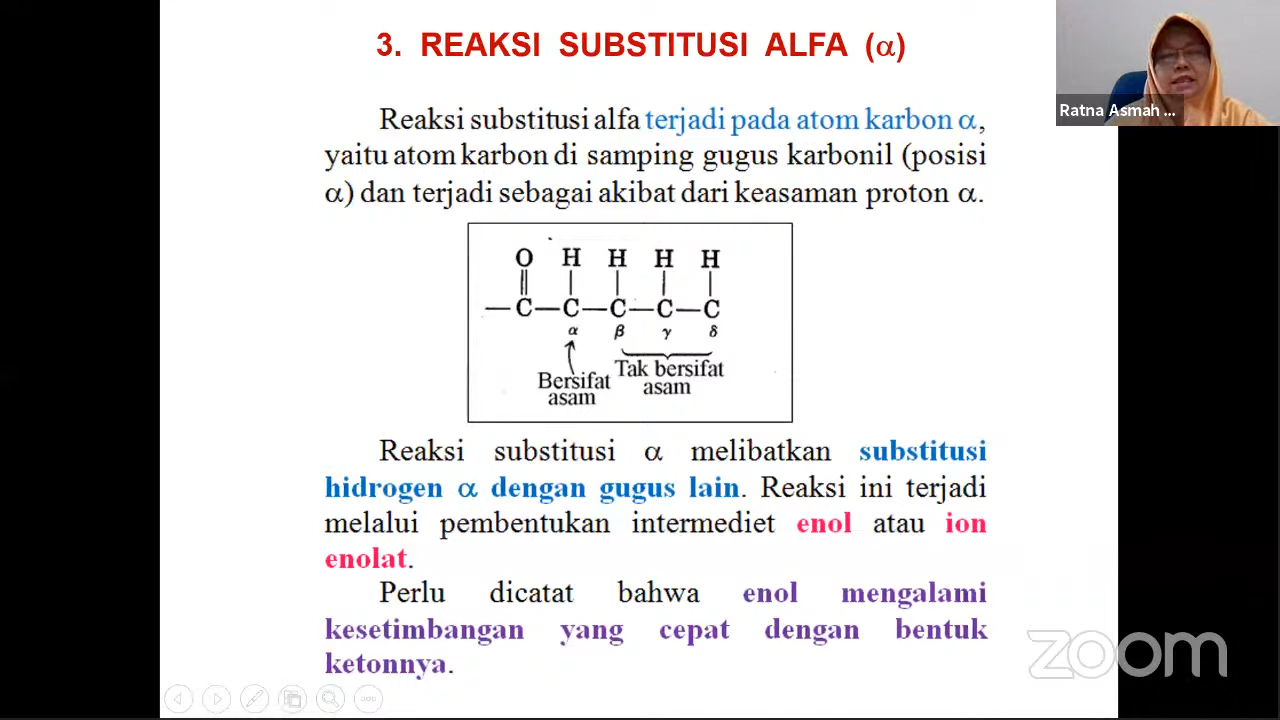 3. REAKSI SUBSTITUSI ALFA (α)
Ratna Asmah ...
Reaksi substitusi alfa terjadi pada atom karbon α,
yaitu atom karbon di samping gugus karbonil (posisi
α) dan terjadi sebagai akibat dari keasaman proton α.
O H H H H
—C—C—C—C—C
α β γ δ
Bersifat
asam
Tak bersifat
asam
Reaksi substitusi α melibatkan substitusi
hidrogen α dengan gugus lain. Reaksi ini terjadi
melalui pembentukan intermediet enol atau ion
enolat.
Perlu dicatat bahwa enol mengalami
kesetimbangan yang cepat dengan bentuk
ketonnya.
zoom